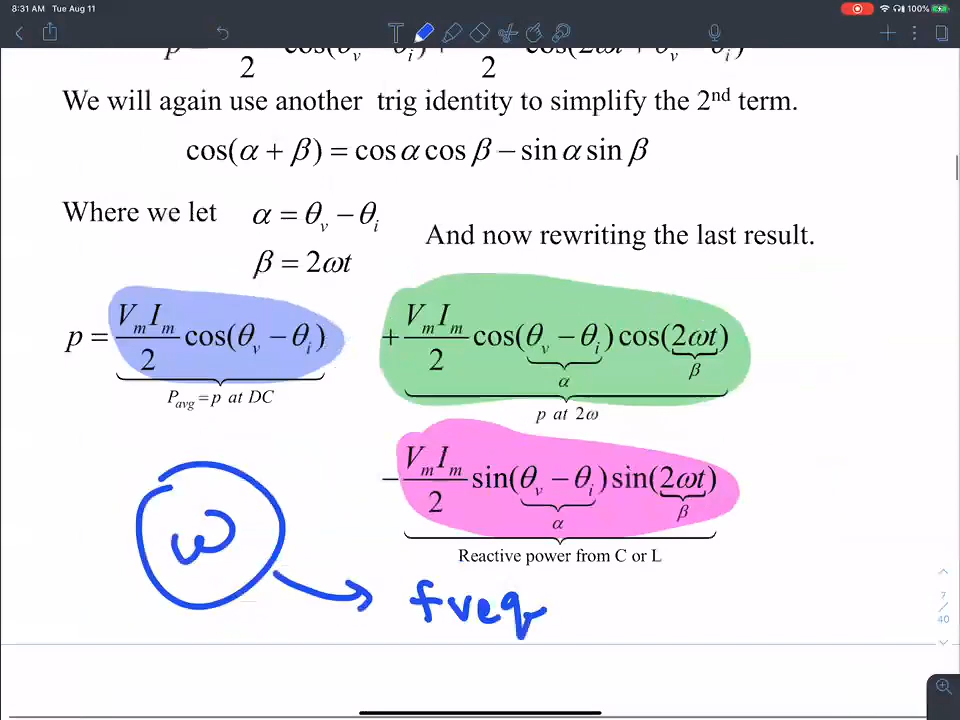 8:31 AM Tue Aug 11
100%
We will again use another trig identity to simplify the 2nd term.
cos(α + β) = cos α cos β − sin α sin β
Where we let α = θv − θi
β = 2ωt
And now rewriting the last result.
p = VmIm/2 cos(θv − θi) + VmIm/2 cos(θv − θi) cos(2ωt)
α β
Pavg = p at DC
p at 2ω
− VmIm/2 sin(θv − θi) sin(2ωt)
α β
Reactive power from C or L
ω
freq
7
/
40